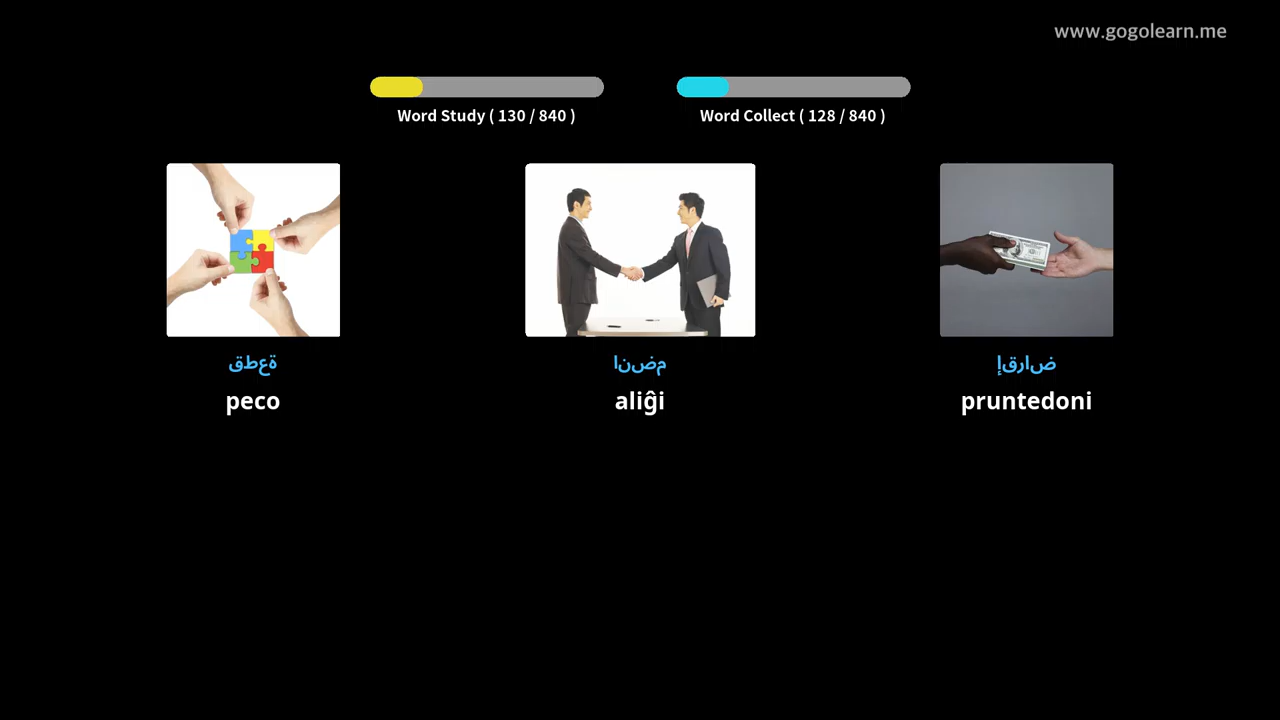 www.gogolearn.me
Word Study ( 130 / 840 )
Word Collect ( 128 / 840 )
قطعة
انضم
إقراض
peco
aliĝi
pruntedoni